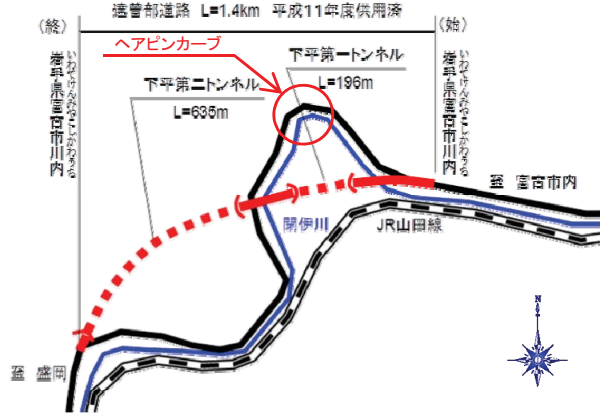 達曽部道路 L=1.4km 平成11年度供用済
(終)
(始)
ヘアピンカーブ
下平第一トンネル
L=196m
下平第二トンネル
L=635m
いわてけんみやこしかわうち
岩手県宮古市川内
いわてけんみやこしかわうち
岩手県宮古市川内
至 宮古市内
閉伊川
JR山田線
至 盛岡
N